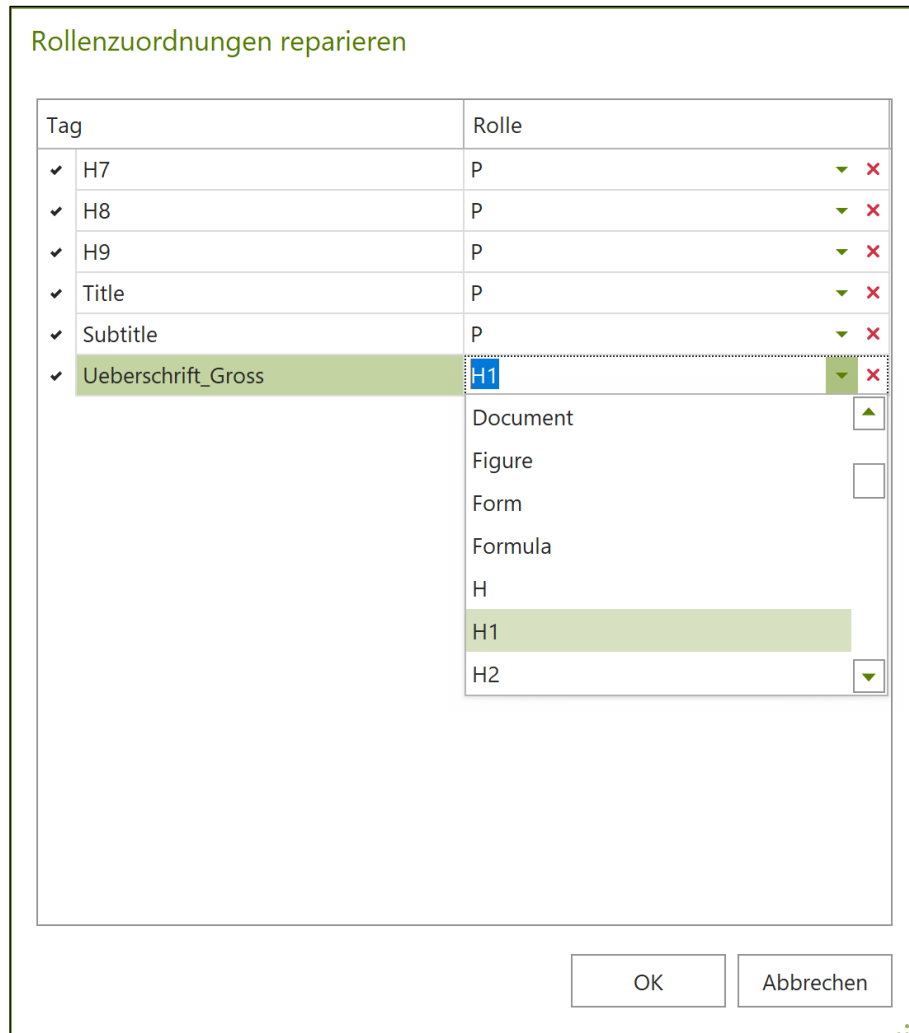 Rollenzuordnungen reparieren
Tag Rolle
H7 P
H8 P
H9 P
Title P
Subtitle P
Ueberschrift_Gross H1
Document
Figure
Form
Formula
H
H1
H2
OK Abbrechen